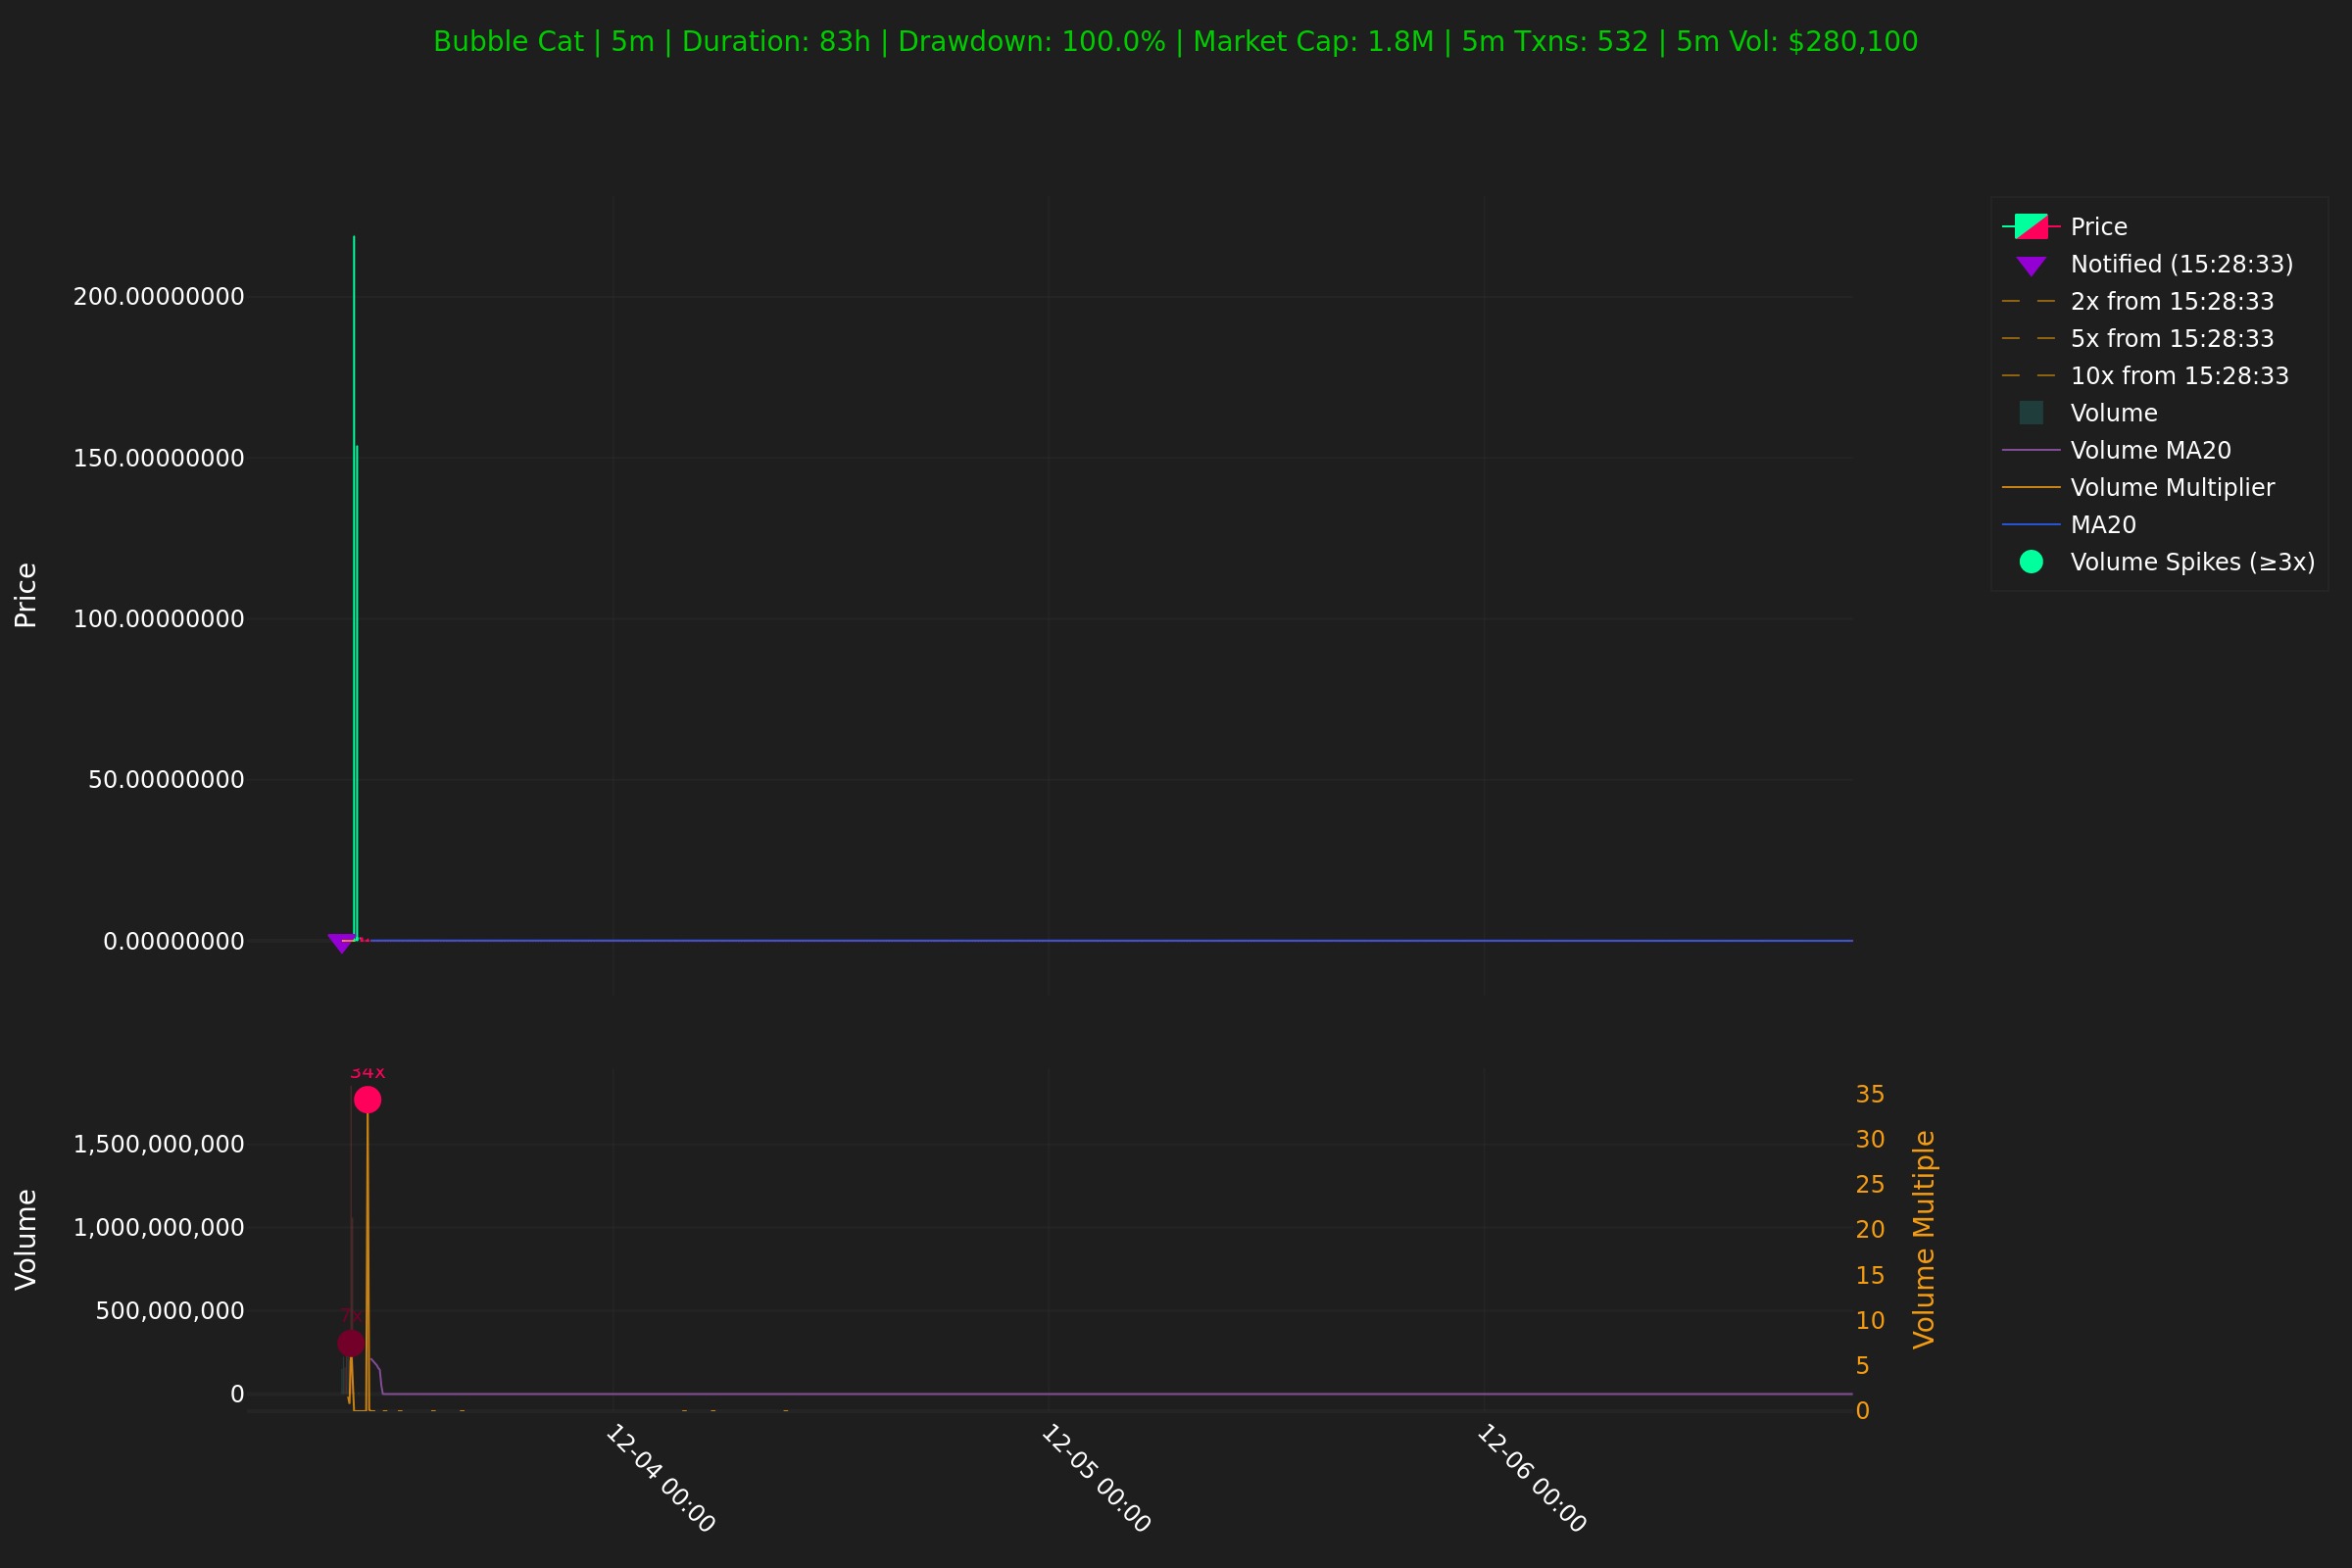 Bubble Cat | 5m | Duration: 83h | Drawdown: 100.0% | Market Cap: 1.8M | 5m Txns: 532 | 5m Vol: $280,100
Price
200.00000000
150.00000000
100.00000000
50.00000000
0.00000000
Price
Notified (15:28:33)
2x from 15:28:33
5x from 15:28:33
10x from 15:28:33
Volume
Volume MA20
Volume Multiplier
MA20
Volume Spikes (≥3x)
Volume
1,500,000,000
1,000,000,000
500,000,000
0
34x
7x
35
30
25
20
15
10
5
0
Volume Multiple
12-04 00:00
12-05 00:00
12-06 00:00